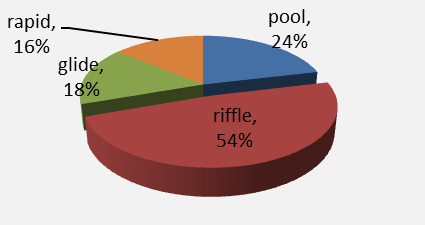 rapid,
16%
pool,
24%
glide,
18%
riffle,
54%